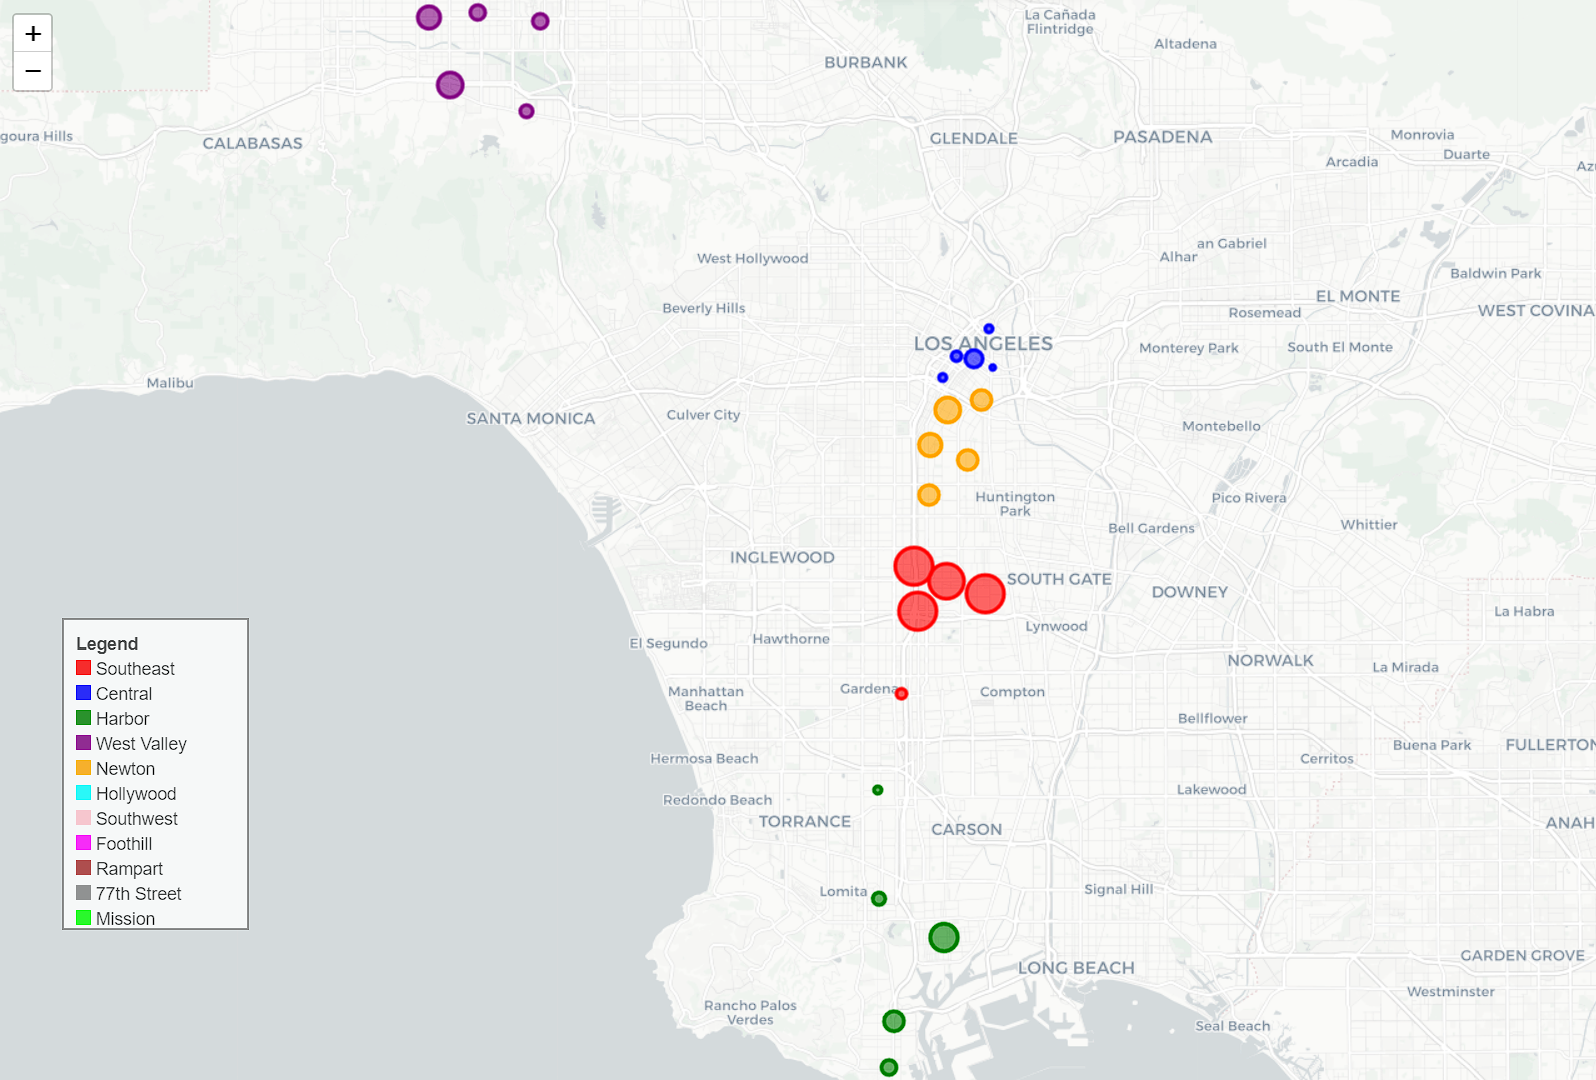 +
−
La Cañada
Flintridge
Altadena
BURBANK
goura Hills
CALABASAS
GLENDALE
PASADENA
Monrovia
Duarte
Arcadia
Az
West Hollywood
an Gabriel
Alhar
Baldwin Park
Beverly Hills
EL MONTE
Rosemead
WEST COVINA
LOS ANGELES
Monterey Park
South El Monte
Malibu
SANTA MONICA
Culver City
Montebello
Huntington
Park
Pico Rivera
Bell Gardens
Whittier
INGLEWOOD
SOUTH GATE
DOWNEY
La Habra
Lynwood
El Segundo
Hawthorne
NORWALK
La Mirada
Manhattan
Beach
Gardena
Compton
Bellflower
Buena Park
FULLERTON
Hermosa Beach
Cerritos
Redondo Beach
Lakewood
TORRANCE
CARSON
ANAH
Lomita
Signal Hill
GARDEN GROVE
LONG BEACH
Westminster
Rancho Palos
Verdes
Seal Beach
Legend
Southeast
Central
Harbor
West Valley
Newton
Hollywood
Southwest
Foothill
Rampart
77th Street
Mission